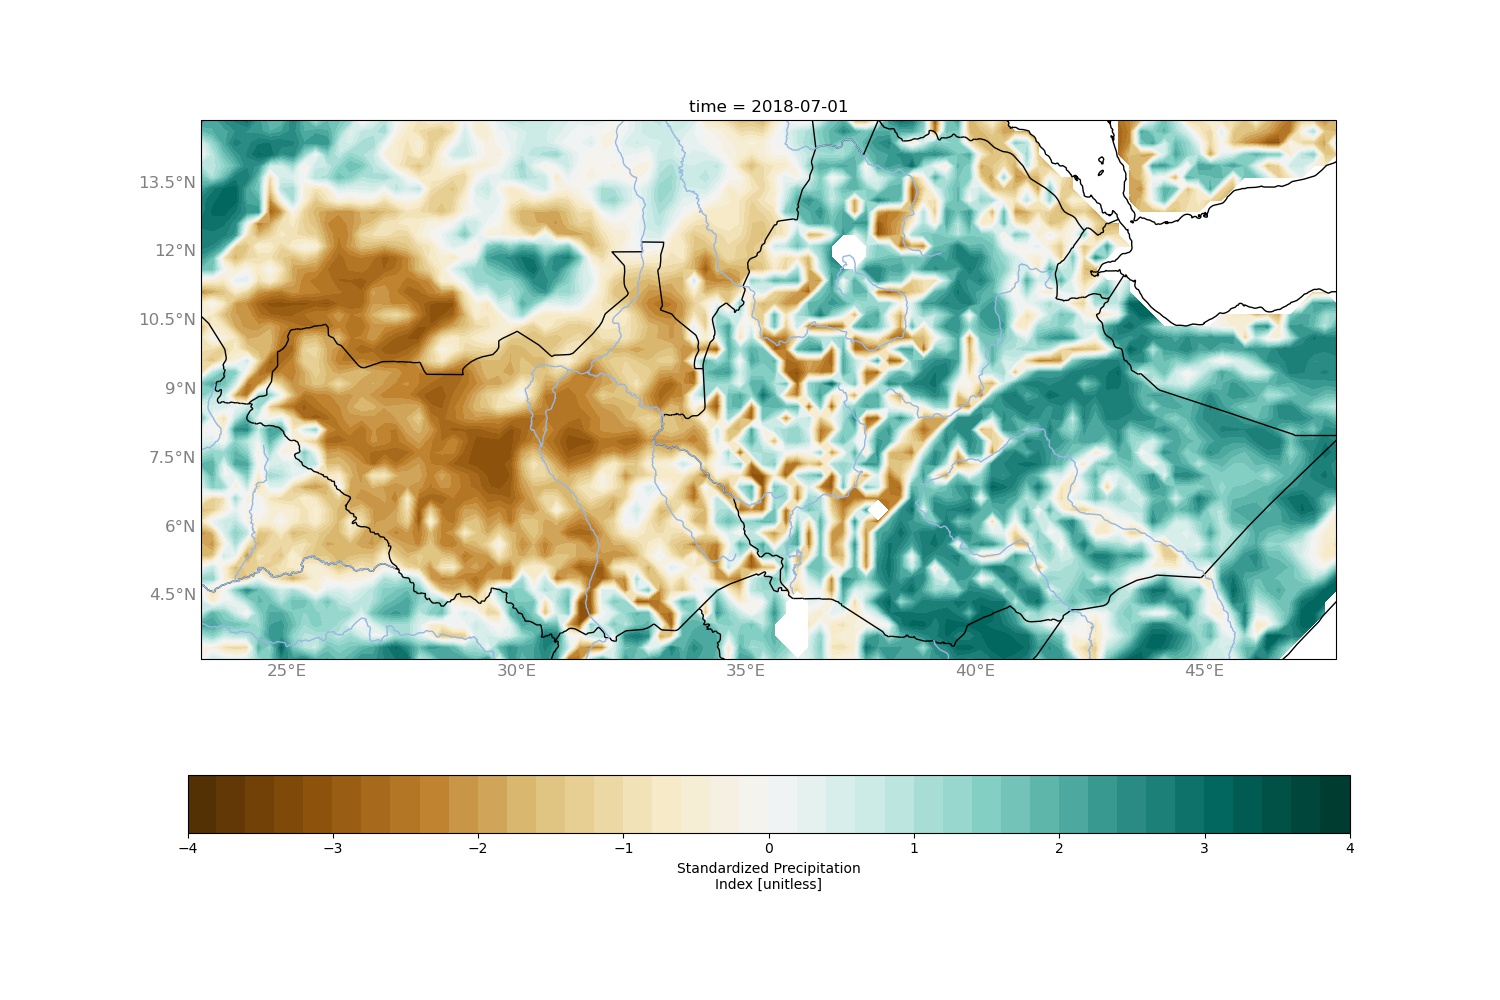 time = 2018-07-01
13.5°N
12°N
10.5°N
9°N
7.5°N
6°N
4.5°N
25°E 30°E 35°E 40°E 45°E
−4 −3 −2 −1 0 1 2 3 4
Standardized Precipitation
Index [unitless]